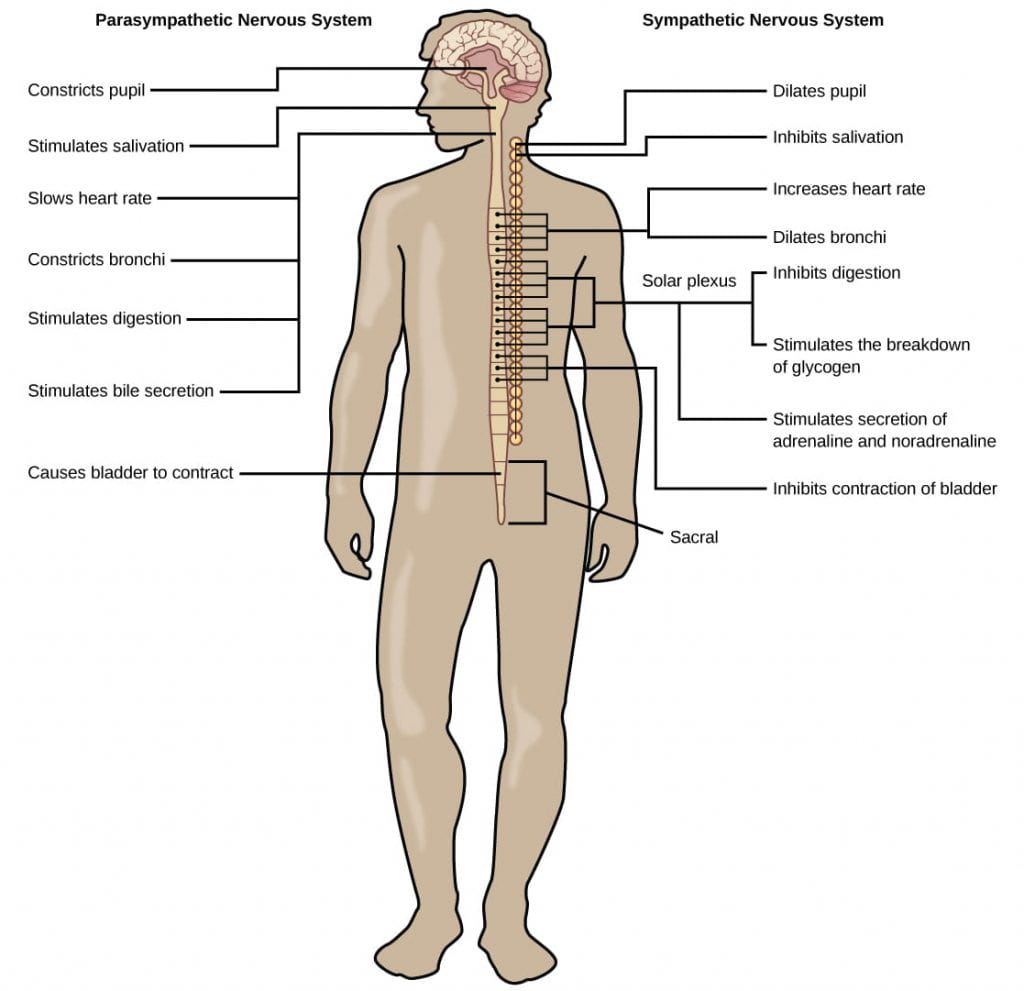 Parasympathetic Nervous System
Constricts pupil
Stimulates salivation
Slows heart rate
Constricts bronchi
Stimulates digestion
Stimulates bile secretion
Causes bladder to contract
Sympathetic Nervous System
Dilates pupil
Inhibits salivation
Increases heart rate
Dilates bronchi
Solar plexus
Inhibits digestion
Stimulates the breakdown
of glycogen
Stimulates secretion of
adrenaline and noradrenaline
Inhibits contraction of bladder
Sacral